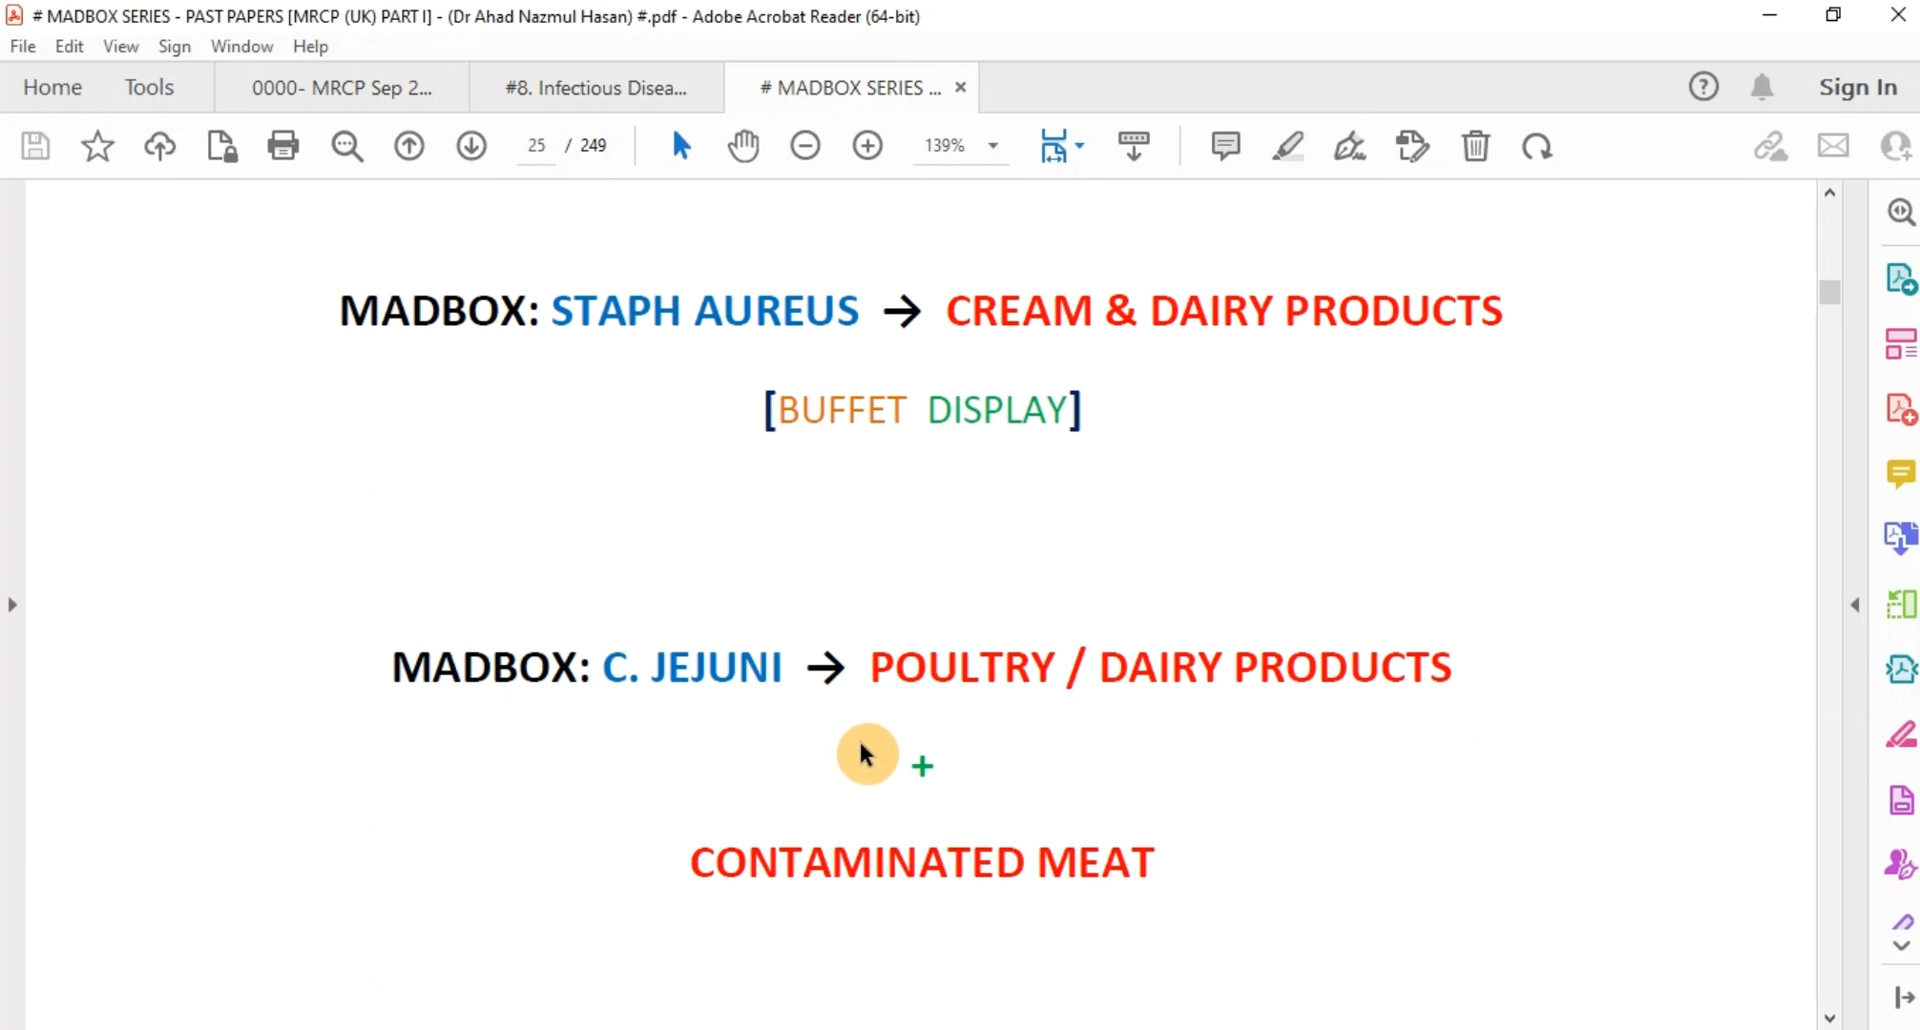 # MADBOX SERIES - PAST PAPERS [MRCP (UK) PART I] - (Dr Ahad Nazmul Hasan) #.pdf - Adobe Acrobat Reader (64-bit)
File Edit View Sign Window Help
Home Tools 0000- MRCP Sep 2... #8. Infectious Disea... # MADBOX SERIES ... Sign In
25 / 249 139%
MADBOX: STAPH AUREUS → CREAM & DAIRY PRODUCTS
[BUFFET DISPLAY]
MADBOX: C. JEJUNI → POULTRY / DAIRY PRODUCTS
+
CONTAMINATED MEAT